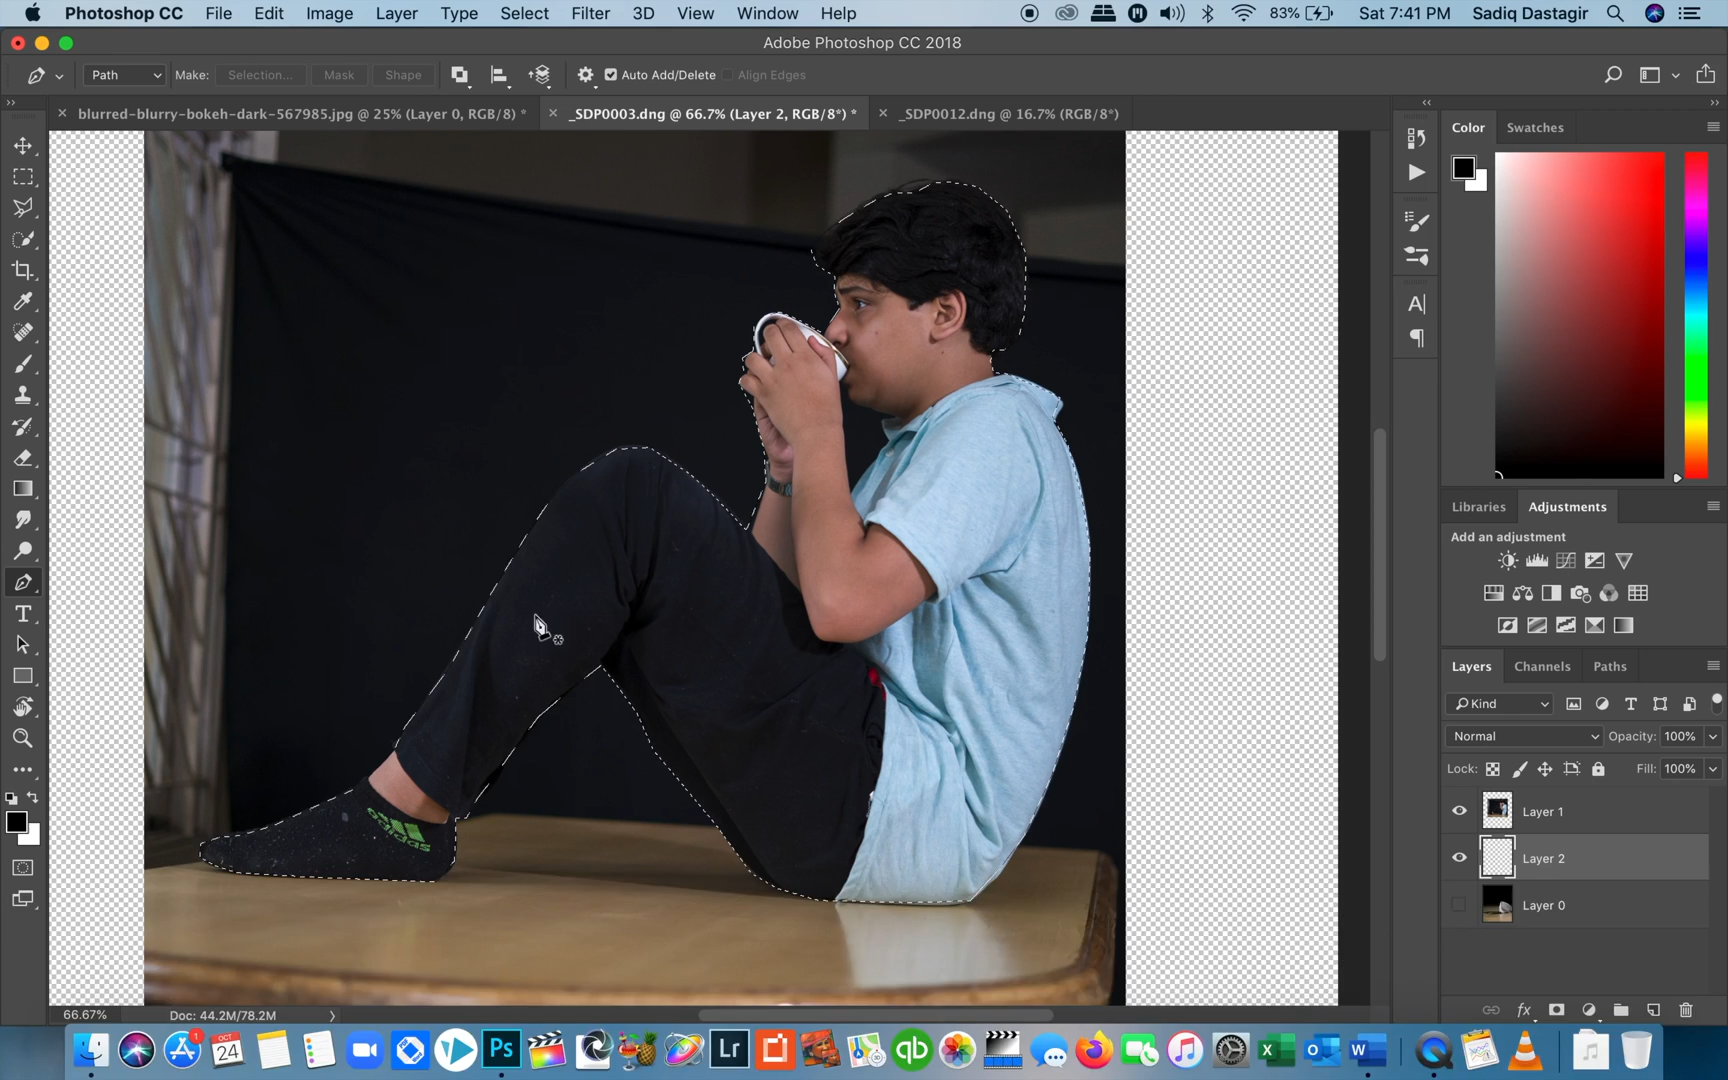 Photoshop CC File Edit Image Layer Type Select Filter 3D View Window Help 83% Sat 7:41 PM Sadiq Dastagir
Adobe Photoshop CC 2018
Path Make: Selection... Mask Shape Auto Add/Delete Align Edges
blurred-blurry-bokeh-dark-567985.jpg @ 25% (Layer 0, RGB/8) * _SDP0003.dng @ 66.7% (Layer 2, RGB/8*) * _SDP0012.dng @ 16.7% (RGB/8*)
Color Swatches
Libraries Adjustments
Add an adjustment
Layers Channels Paths
Kind
Normal Opacity: 100%
Lock: Fill: 100%
Layer 1
Layer 2
Layer 0
adidas
66.67% Doc: 44.2M/78.2M
1
OCT
24
Ps
Lr
qb
X
O
W